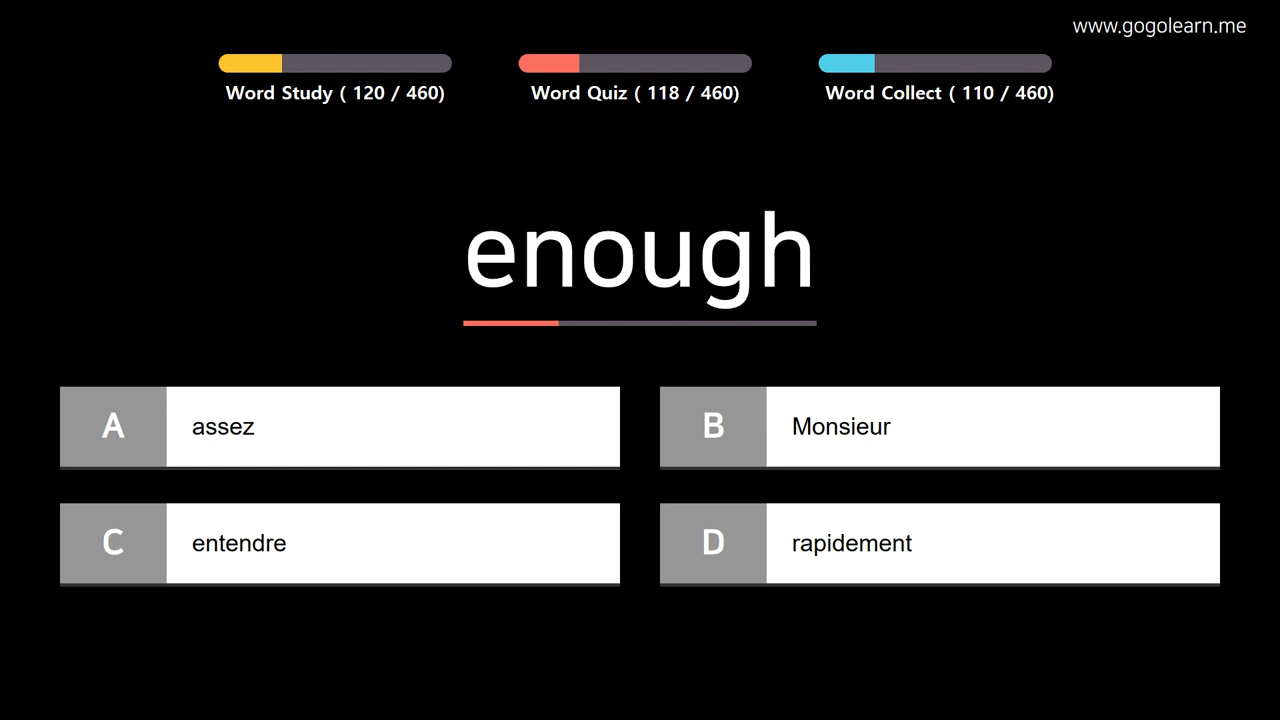 www.gogolearn.me
Word Study ( 120 / 460)
Word Quiz ( 118 / 460)
Word Collect ( 110 / 460)
enough
A assez
B Monsieur
C entendre
D rapidement